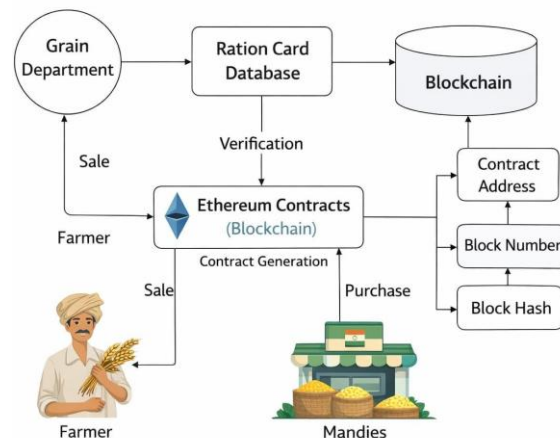 Grain
Department
Ration Card
Database
Blockchain
Sale
Verification
Contract
Address
Farmer
Ethereum Contracts
(Blockchain)
Contract Generation
Block Number
Sale
Purchase
Block Hash
Farmer
Mandies